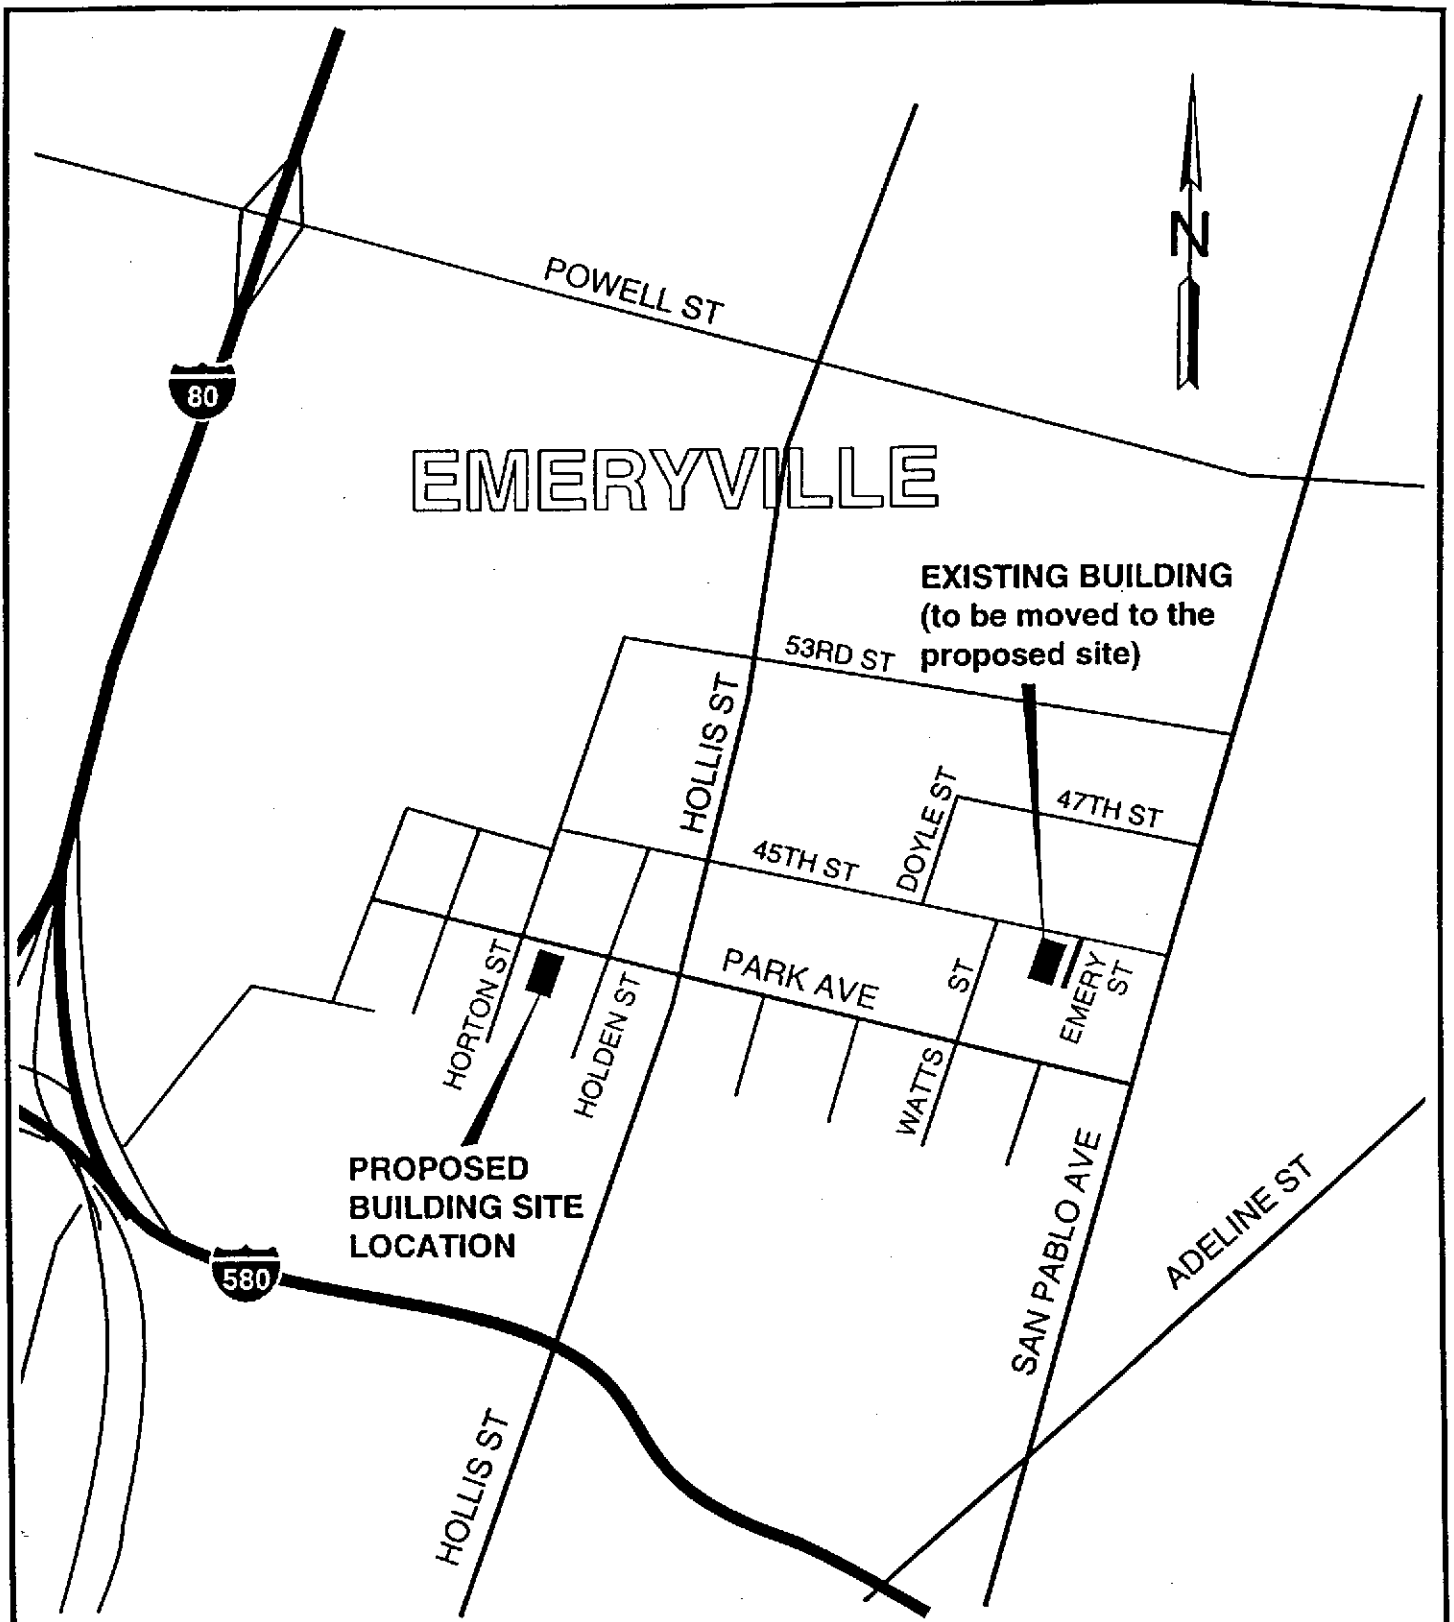 N
POWELL ST
80
EMERYVILLE
EXISTING BUILDING
(to be moved to the
proposed site)
53RD ST
HOLLIS ST
DOYLE ST
47TH ST
45TH ST
PARK AVE
WATTS ST
EMERY ST
HORTON ST
HOLDEN ST
PROPOSED
BUILDING SITE
LOCATION
SAN PABLO AVE
ADELINE ST
580
HOLLIS ST